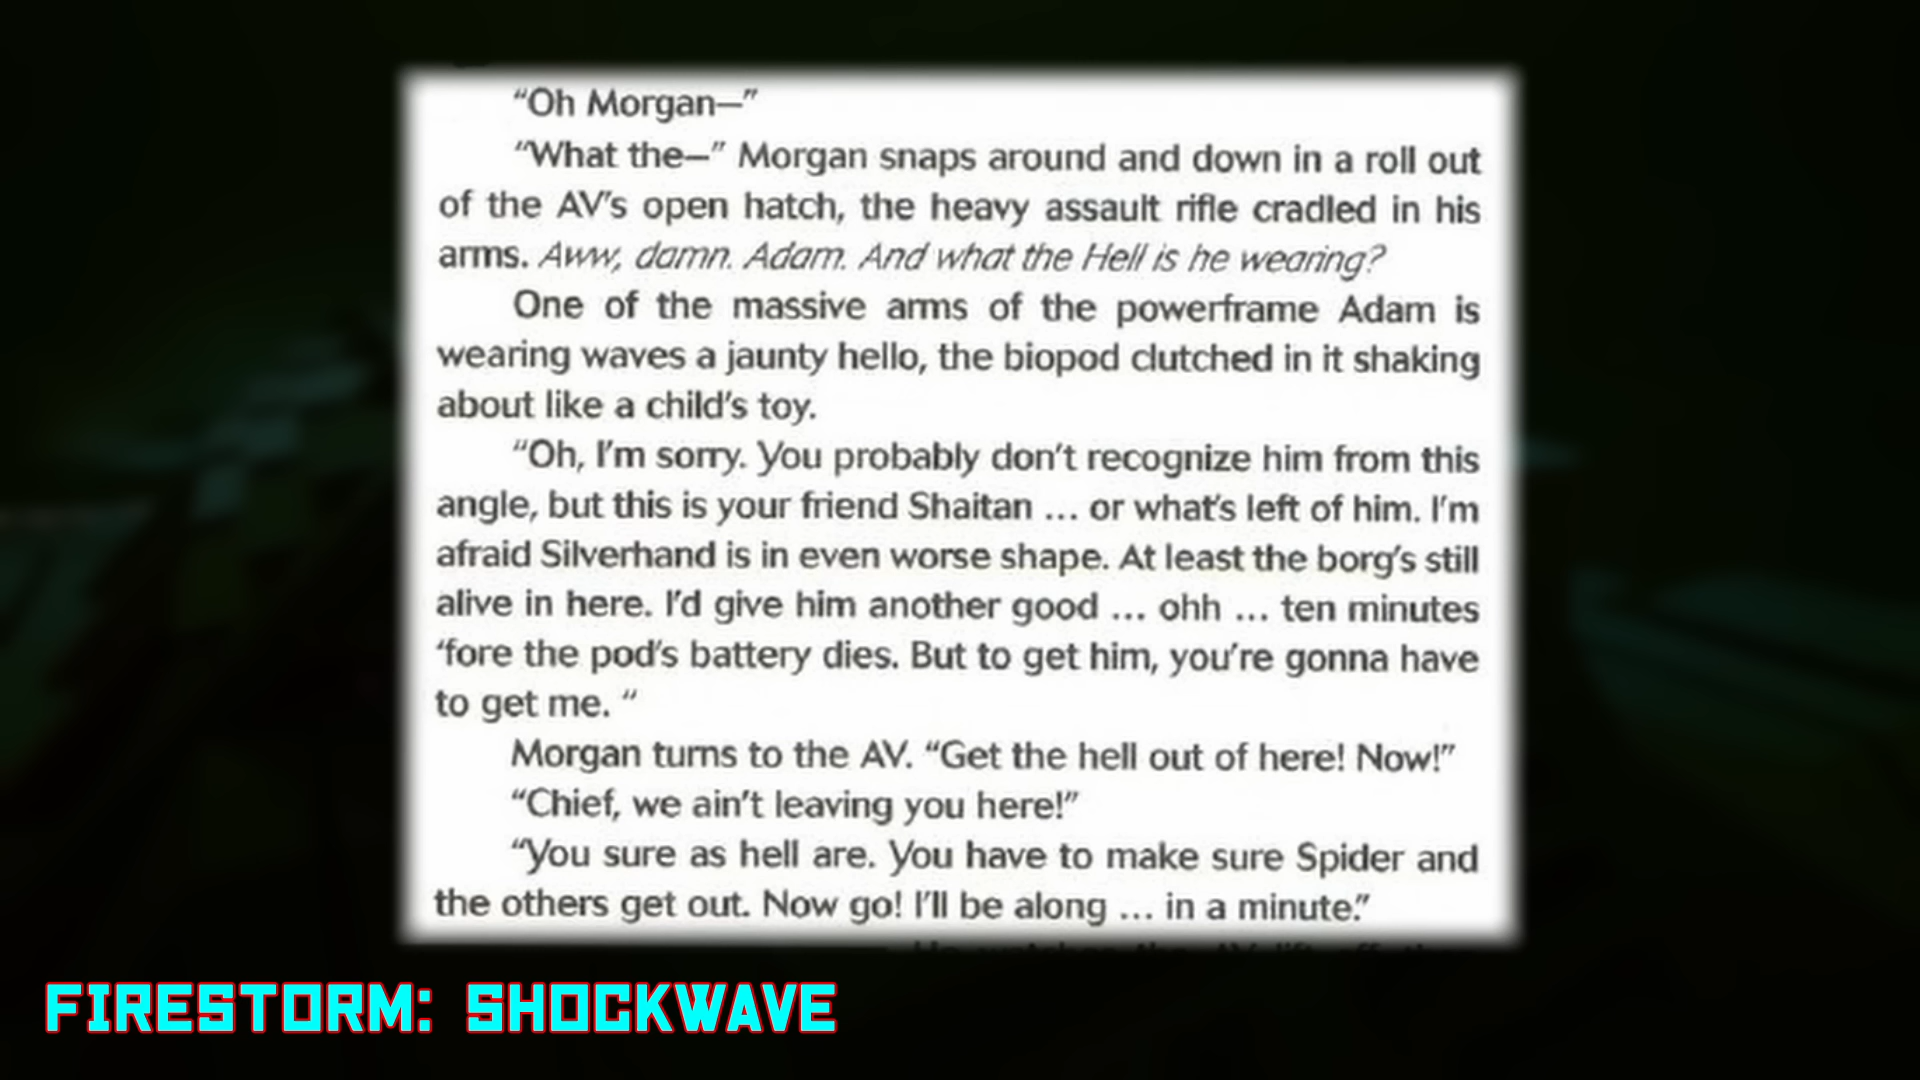 “Oh Morgan—”
“What the—” Morgan snaps around and down in a roll out
of the AV’s open hatch, the heavy assault rifle cradled in his
arms. Aww, damn. Adam. And what the Hell is he wearing?
One of the massive arms of the powerframe Adam is
wearing waves a jaunty hello, the biopod clutched in it shaking
about like a child’s toy.
“Oh, I’m sorry. You probably don’t recognize him from this
angle, but this is your friend Shaitan ... or what’s left of him. I’m
afraid Silverhand is in even worse shape. At least the borg’s still
alive in here. I’d give him another good ... ohh ... ten minutes
‘fore the pod’s battery dies. But to get him, you’re gonna have
to get me. “
Morgan turns to the AV. “Get the hell out of here! Now!”
“Chief, we ain’t leaving you here!”
“You sure as hell are. You have to make sure Spider and
the others get out. Now go! I’ll be along ... in a minute.”
FIRESTORM: SHOCKWAVE